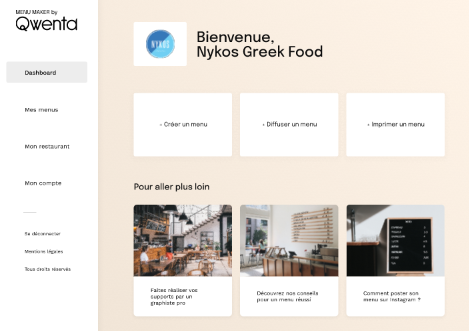 MENU MAKER by
Qwenta
Dashboard
Mes menus
Mon restaurant
Mon compte
Se déconnecter
Mentions légales
Tous droits réservés
NYKOS
Bienvenue,
Nykos Greek Food
+ Créer un menu
+ Diffuser un menu
+ Imprimer un menu
Pour aller plus loin
Faites réaliser vos
supports par un
graphiste pro
Découvrez nos conseils
pour un menu réussi
Comment poster son
menu sur Instagram ?